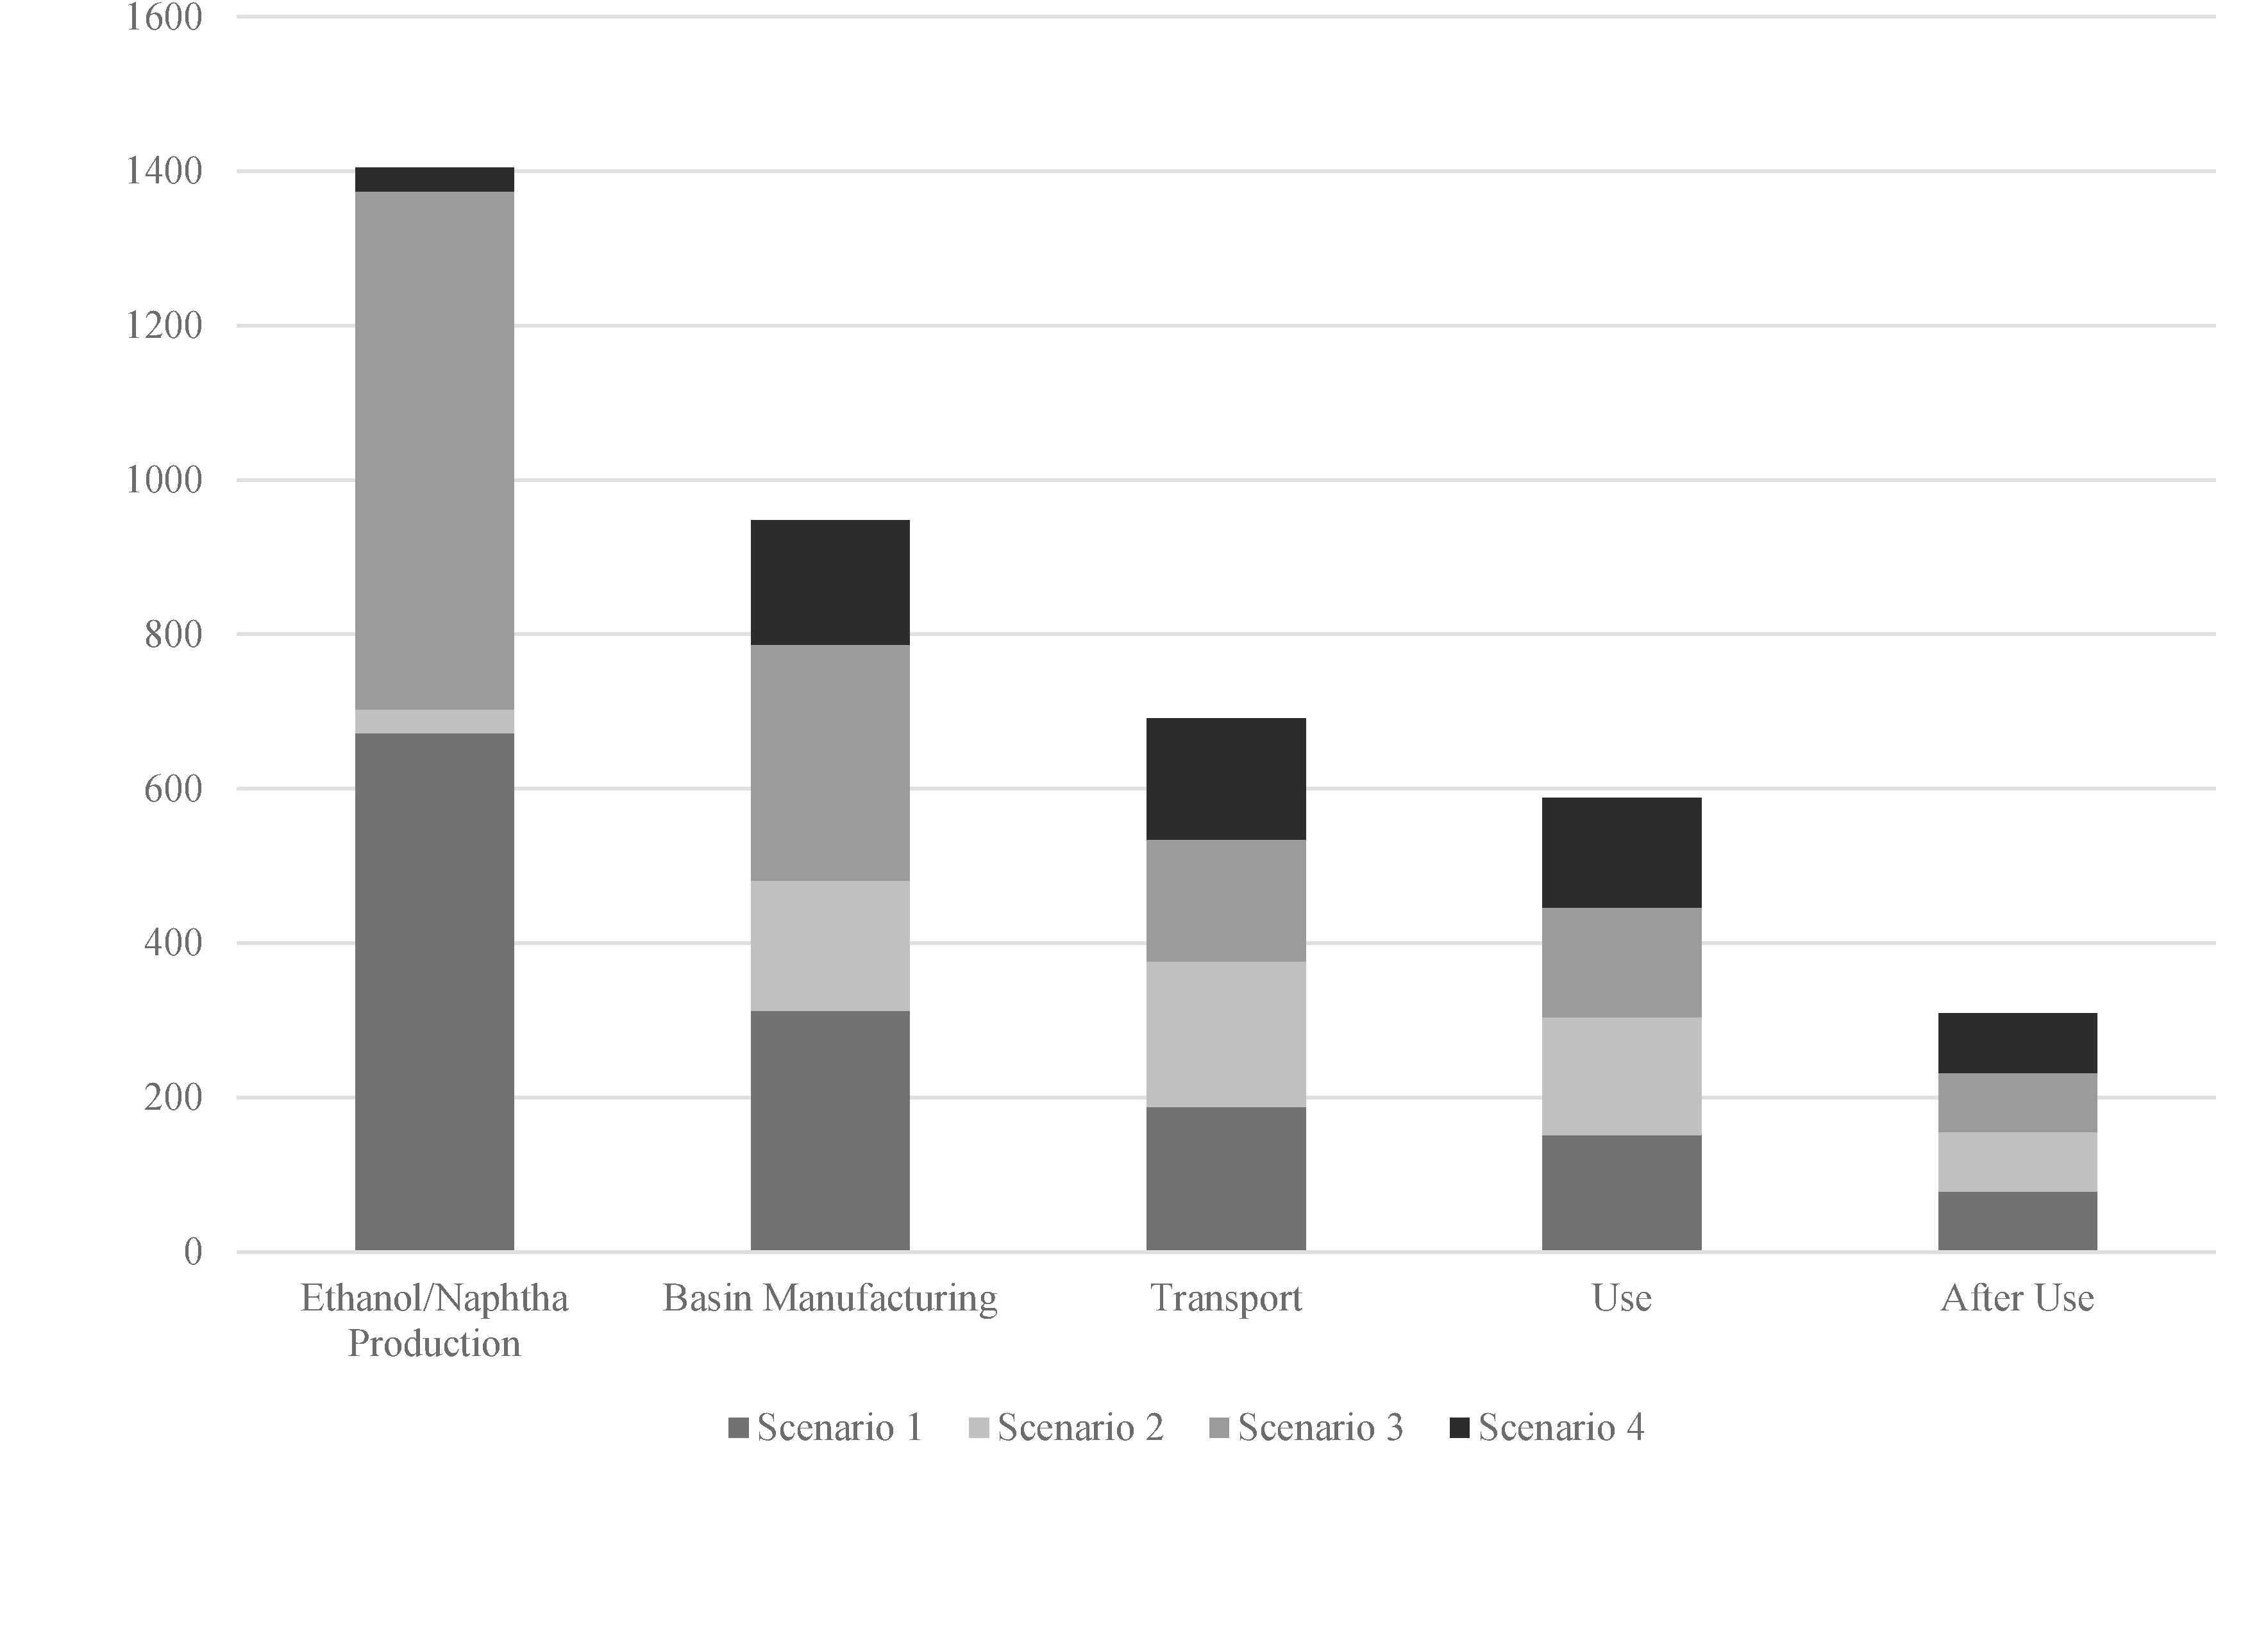 1600
1400
1200
1000
800
600
400
200
0
Ethanol/Naphtha Production
Basin Manufacturing
Transport
Use
After Use
Scenario 1
Scenario 2
Scenario 3
Scenario 4